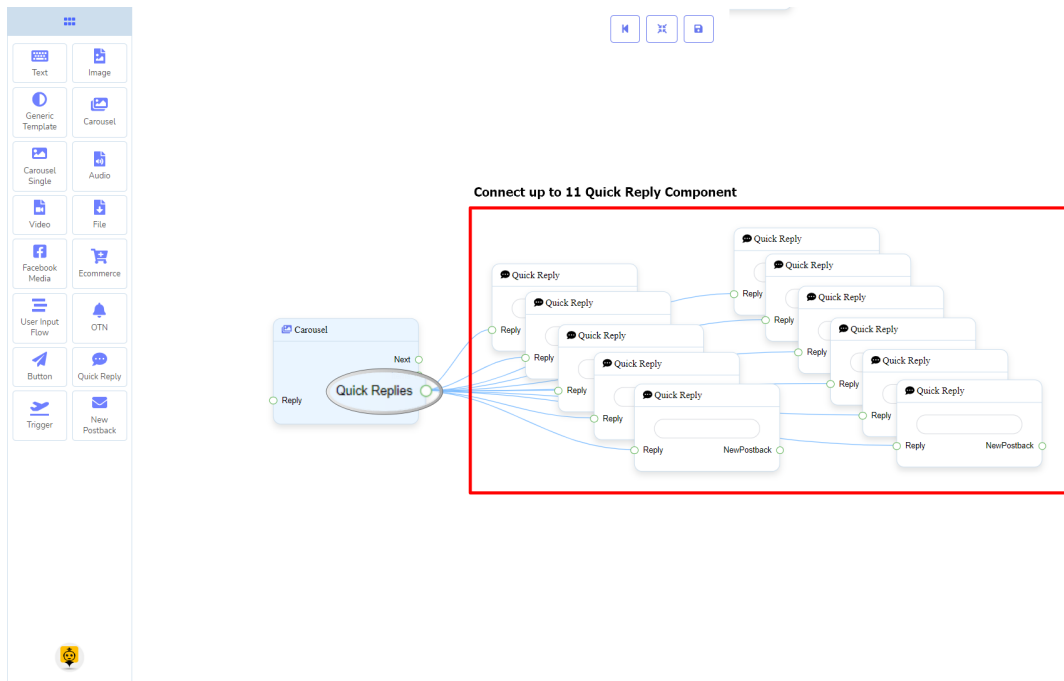 Text
Image
Generic
Template
Carousel
Carousel
Single
Audio
Video
File
Facebook
Media
Ecommerce
User Input
Flow
OTN
Button
Quick Reply
Trigger
New
Postback
Connect up to 11 Quick Reply Component
Carousel
Next
Quick Replies
Reply
Quick Reply
Reply
Quick Reply
Reply
Quick Reply
Reply
Quick Reply
Reply
Quick Reply
Reply
NewPostback
Quick Reply
Reply
Quick Reply
Reply
Quick Reply
Reply
Quick Reply
Reply
Quick Reply
Reply
Quick Reply
Reply
NewPostback